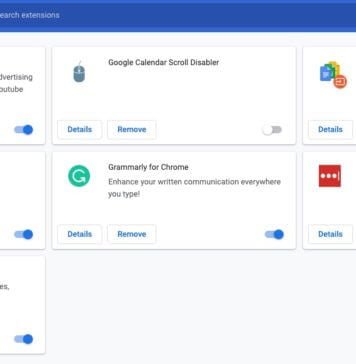 earch extensions
dvertising
outube
Google Calendar Scroll Disabler
Details Remove Details
Grammarly for Chrome
Enhance your written communication everywhere
you type!
Details Remove Details
es,